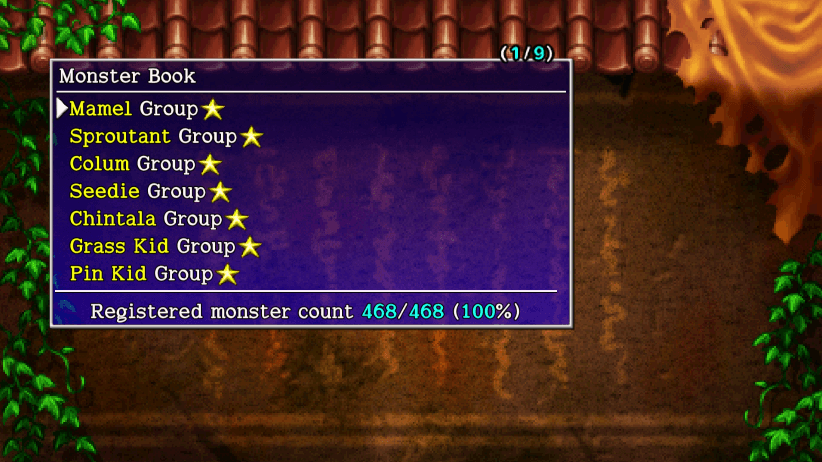 (1/9)
Monster Book
Mamel Group
Sproutant Group
Colum Group
Seedie Group
Chintala Group
Grass Kid Group
Pin Kid Group
Registered monster count 468/468 (100%)